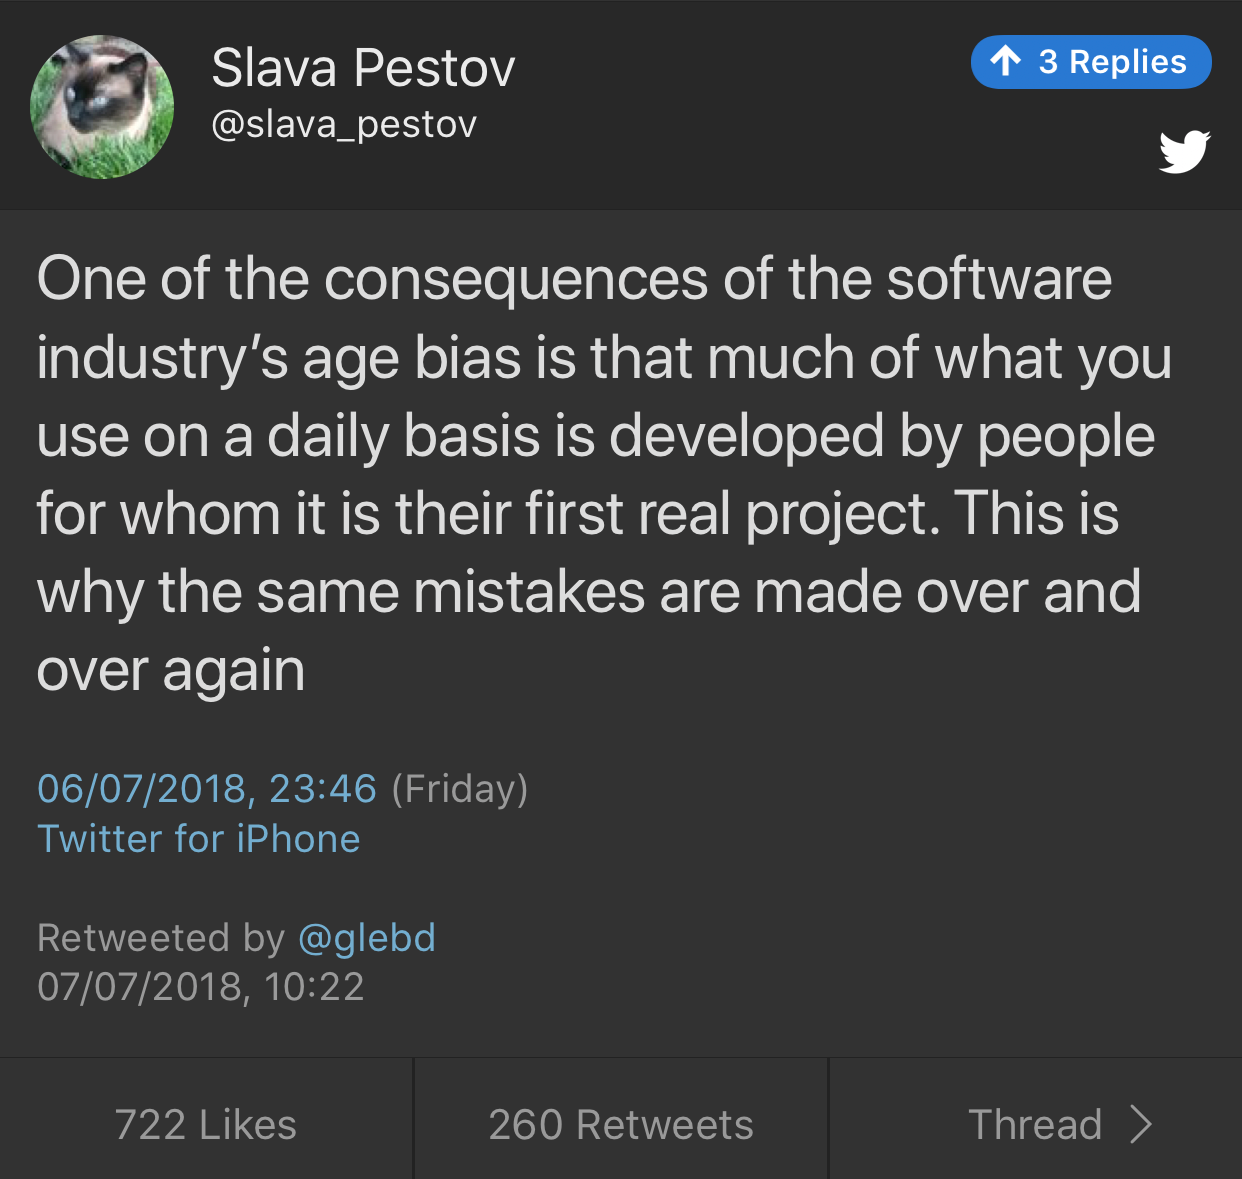 Slava Pestov
@slava_pestov
3 Replies
One of the consequences of the software
industry’s age bias is that much of what you
use on a daily basis is developed by people
for whom it is their first real project. This is
why the same mistakes are made over and
over again
06/07/2018, 23:46 (Friday)
Twitter for iPhone
Retweeted by @glebd
07/07/2018, 10:22
722 Likes
260 Retweets
Thread